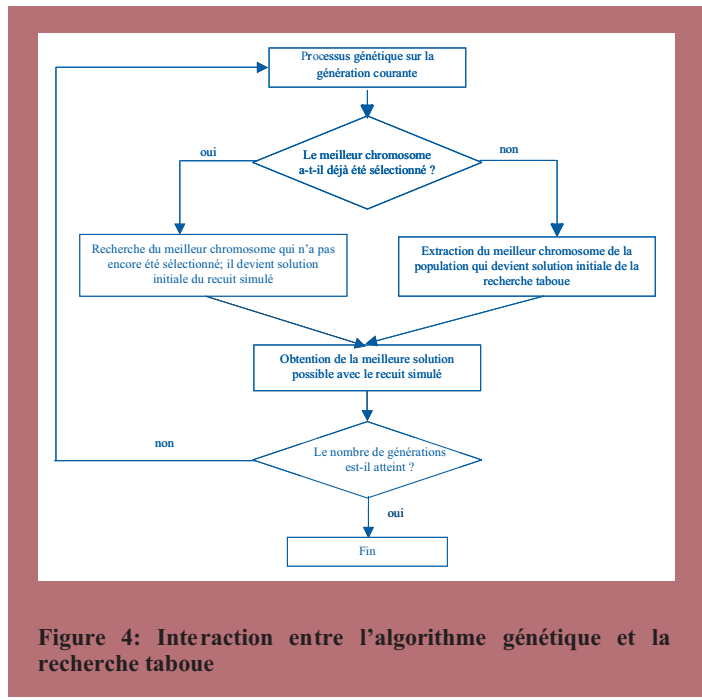 Processus génétique sur la
génération courante
oui
Le meilleur chromosome
a-t-il déjà été sélectionné ?
non
Recherche du meilleur chromosome qui n'a pas
encore été sélectionné; il devient solution
initiale du recuit simulé
Extraction du meilleur chromosome de la
population qui devient solution initiale de la
recherche taboue
Obtention de la meilleure solution
possible avec le recuit simulé
non
Le nombre de générations
est-il atteint ?
oui
Fin
Figure 4: Interaction entre l'algorithme génétique et la
recherche taboue